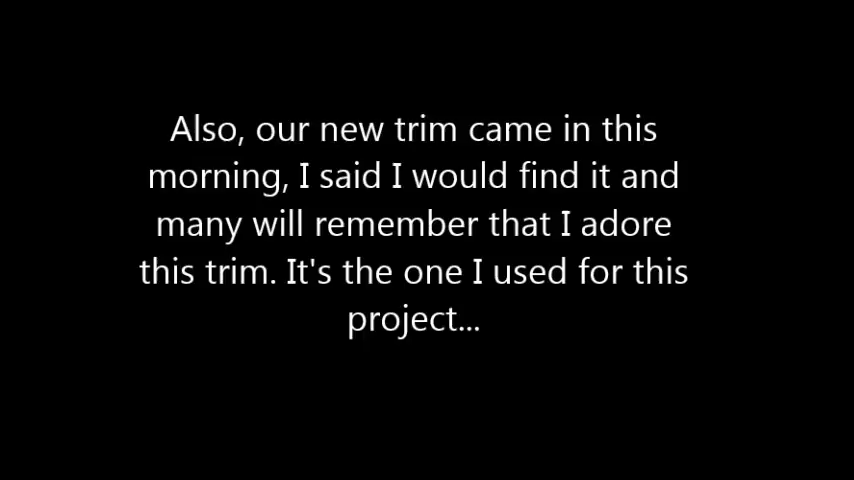 Also, our new trim came in this
morning, I said I would find it and
many will remember that I adore
this trim. It's the one I used for this
project...